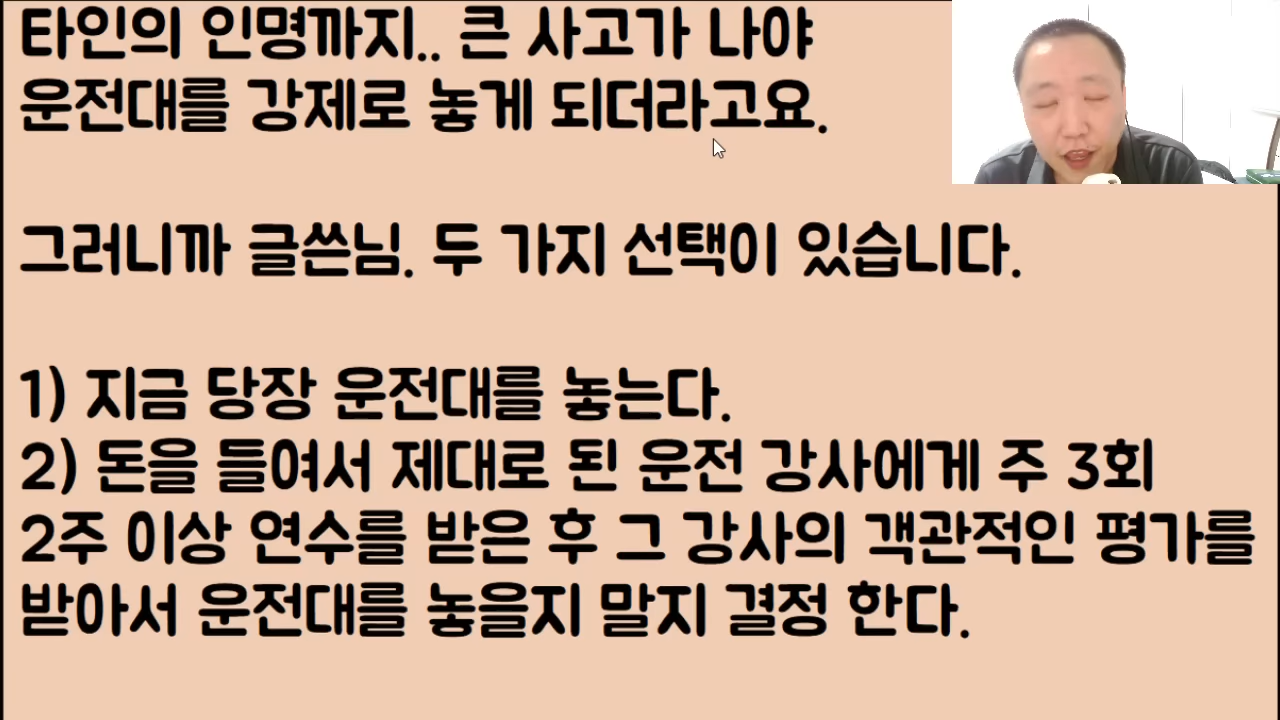 타인의 인명까지.. 큰 사고가 나야
운전대를 강제로 놓게 되더라고요.
그러니까 글쓴님. 두 가지 선택이 있습니다.
1) 지금 당장 운전대를 놓는다.
2) 돈을 들여서 제대로 된 운전 강사에게 주 3회
2주 이상 연수를 받은 후 그 강사의 객관적인 평가를
받아서 운전대를 놓을지 말지 결정 한다.